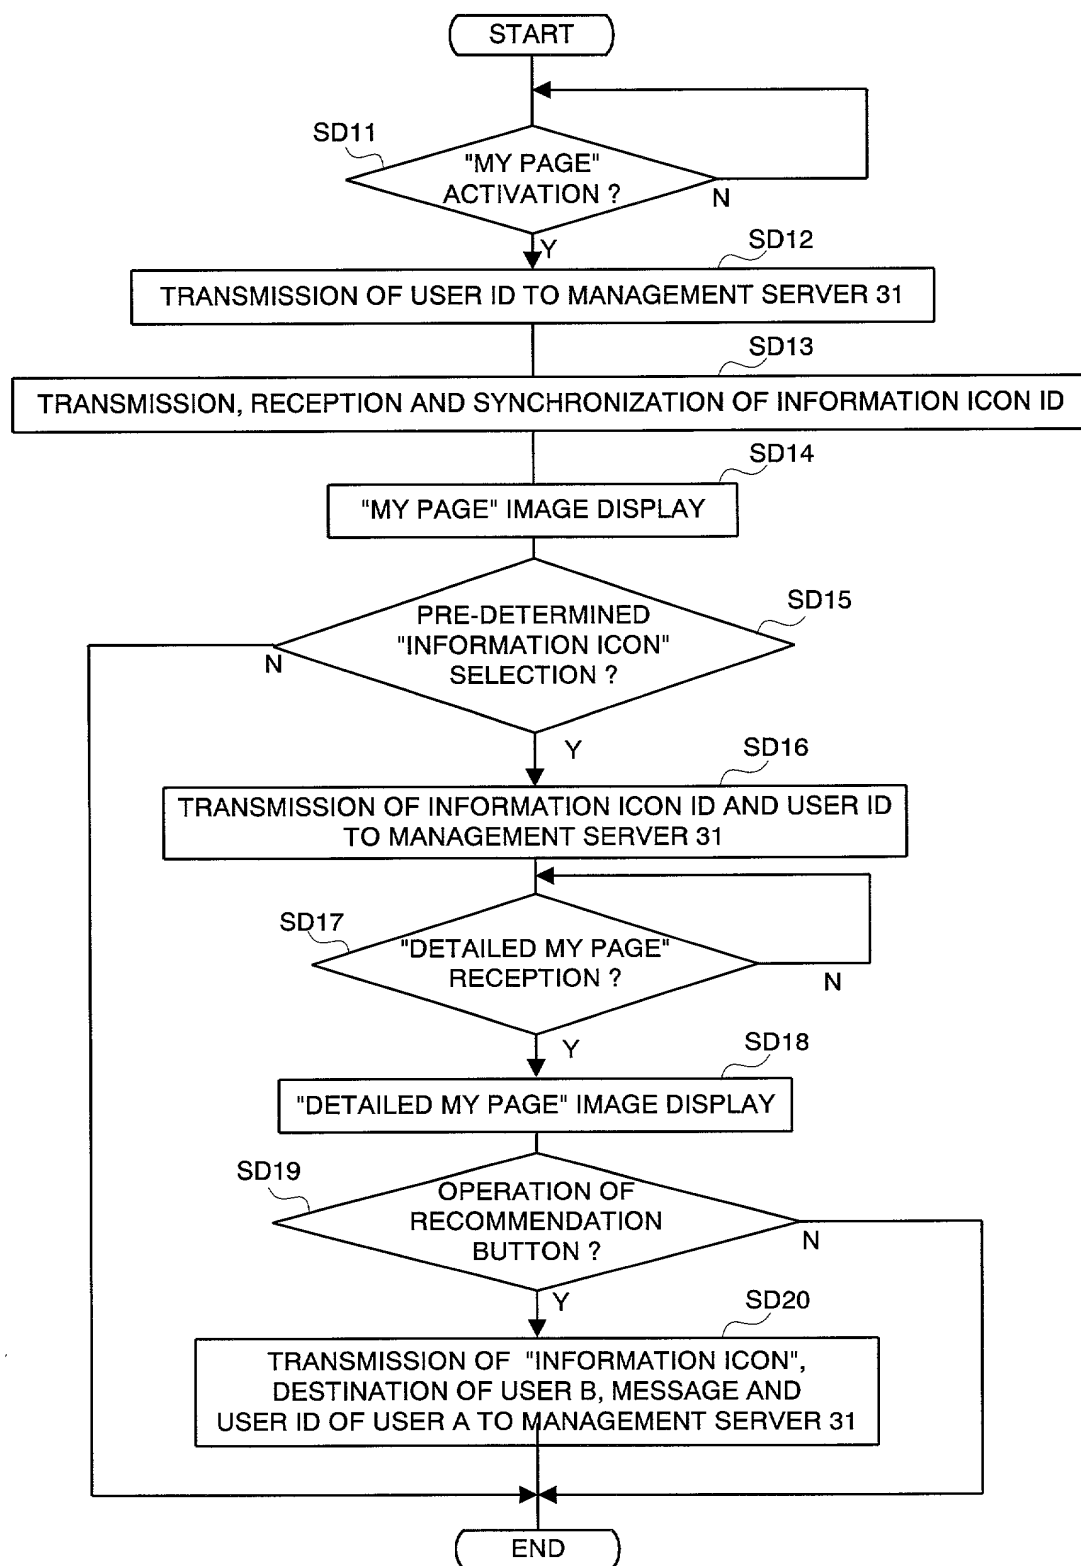 START
SD11
"MY PAGE"
ACTIVATION ?
N
Y
SD12
TRANSMISSION OF USER ID TO MANAGEMENT SERVER 31
SD13
TRANSMISSION, RECEPTION AND SYNCHRONIZATION OF INFORMATION ICON ID
SD14
"MY PAGE" IMAGE DISPLAY
SD15
PRE-DETERMINED
"INFORMATION ICON"
SELECTION ?
N
Y
SD16
TRANSMISSION OF INFORMATION ICON ID AND USER ID
TO MANAGEMENT SERVER 31
SD17
"DETAILED MY PAGE"
RECEPTION ?
N
Y
SD18
"DETAILED MY PAGE" IMAGE DISPLAY
SD19
OPERATION OF
RECOMMENDATION
BUTTON ?
N
Y
SD20
TRANSMISSION OF "INFORMATION ICON",
DESTINATION OF USER B, MESSAGE AND
USER ID OF USER A TO MANAGEMENT SERVER 31
END